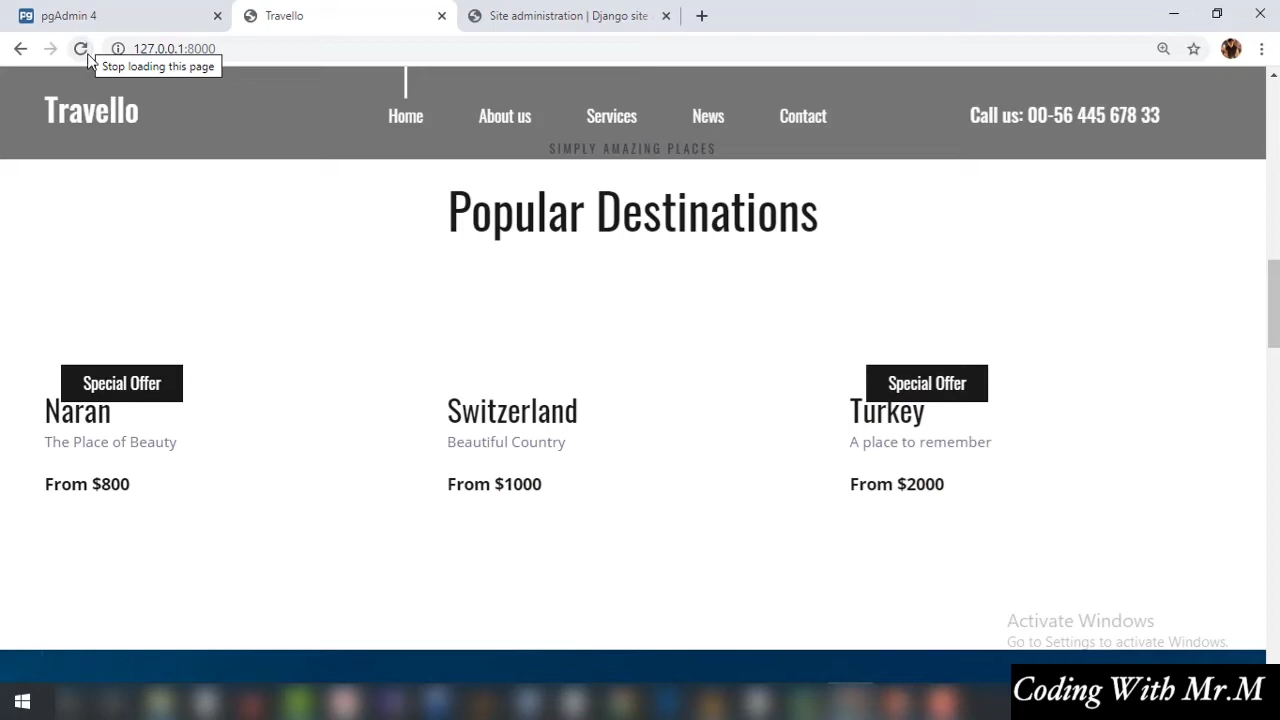 pgAdmin 4
Travello
Site administration | Django site
127.0.0.1:8000
Stop loading this page
Travello
Home
About us
Services
News
Contact
Call us: 00-56 445 678 33
SIMPLY AMAZING PLACES
Popular Destinations
Special Offer
Naran
The Place of Beauty
From $800
Switzerland
Beautiful Country
From $1000
Special Offer
Turkey
A place to remember
From $2000
Activate Windows
Go to Settings to activate Windows.
Coding With Mr.M